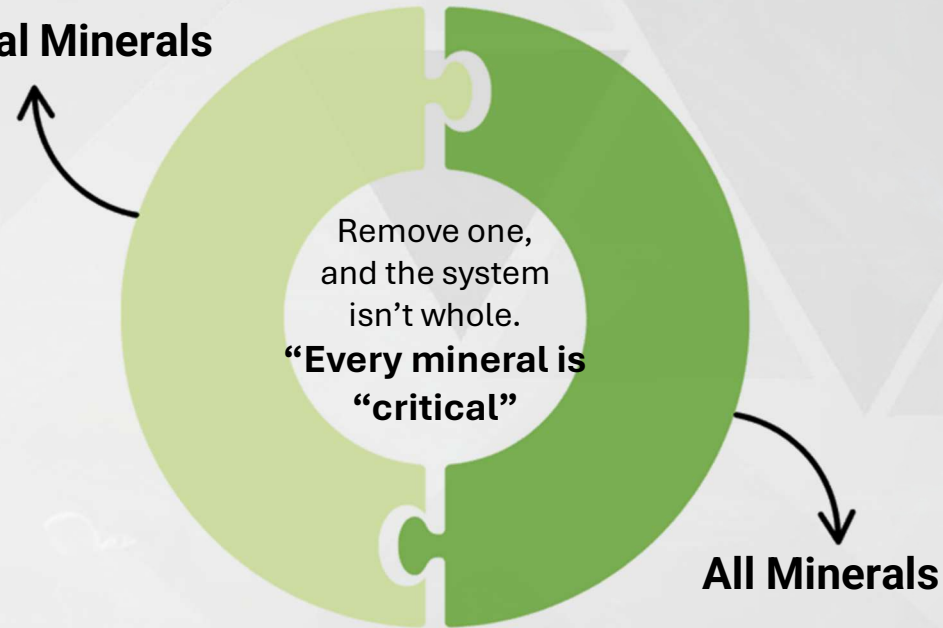 al Minerals
Remove one,
and the system
isn’t whole.
“Every mineral is
“critical”
All Minerals